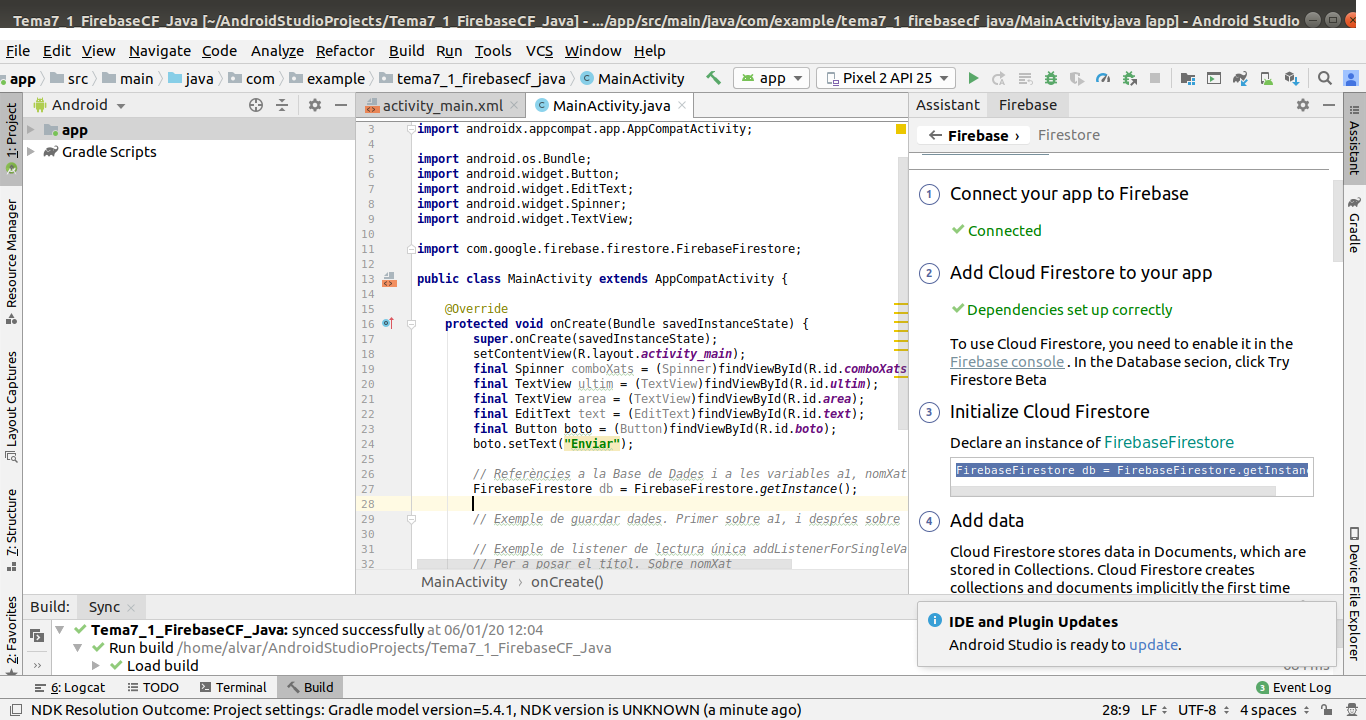 Tema7_1_FirebaseCF_Java [~/AndroidStudioProjects/Tema7_1_FirebaseCF_Java] - .../app/src/main/java/com/example/tema7_1_firebasecf_java/MainActivity.java [app] - Android Studio
File Edit View Navigate Code Analyze Refactor Build Run Tools VCS Window Help
app src main java com example tema7_1_firebasecf_java MainActivity app Pixel 2 API 25
1: Project
Resource Manager
Layout Captures
7: Structure
2: Favorites
Android
app
Gradle Scripts
activity_main.xml MainActivity.java
3 import androidx.appcompat.app.AppCompatActivity;
4
5 import android.os.Bundle;
6 import android.widget.Button;
7 import android.widget.EditText;
8 import android.widget.Spinner;
9 import android.widget.TextView;
10
11 import com.google.firebase.firestore.FirebaseFirestore;
12
13 public class MainActivity extends AppCompatActivity {
14
15 @Override
16 protected void onCreate(Bundle savedInstanceState) {
17 super.onCreate(savedInstanceState);
18 setContentView(R.layout.activity_main);
19 final Spinner comboXats = (Spinner)findViewById(R.id.comboXats
20 final TextView ultim = (TextView)findViewById(R.id.ultim);
21 final TextView area = (TextView)findViewById(R.id.area);
22 final EditText text = (EditText)findViewById(R.id.text);
23 final Button boto = (Button)findViewById(R.id.boto);
24 boto.setText("Enviar");
25
26 // Referències a la Base de Dades i a les variables a1, nomXat
27 FirebaseFirestore db = FirebaseFirestore.getInstance();
28
29 // Exemple de guardar dades. Primer sobre a1, i despŕes sobre
30
31 // Exemple de listener de lectura única addListenerForSingleVa
32 // Per a posar el títol. Sobre nomXat
MainActivity › onCreate()
Assistant Firebase
← Firebase › Firestore
1 Connect your app to Firebase
Connected
2 Add Cloud Firestore to your app
Dependencies set up correctly
To use Cloud Firestore, you need to enable it in the
Firebase console . In the Database secion, click Try
Firestore Beta
3 Initialize Cloud Firestore
Declare an instance of FirebaseFirestore
FirebaseFirestore db = FirebaseFirestore.getInstan
4 Add data
Cloud Firestore stores data in Documents, which are
stored in Collections. Cloud Firestore creates
collections and documents implicitly the first time
Assistant
Gradle
Device File Explorer
Build: Sync
Tema7_1_FirebaseCF_Java: synced successfully at 06/01/20 12:04
Run build /home/alvar/AndroidStudioProjects/Tema7_1_FirebaseCF_Java
Load build
IDE and Plugin Updates
Android Studio is ready to update.
6: Logcat TODO Terminal Build 3 Event Log
NDK Resolution Outcome: Project settings: Gradle model version=5.4.1, NDK version is UNKNOWN (a minute ago) 28:9 LF UTF-8 4 spaces